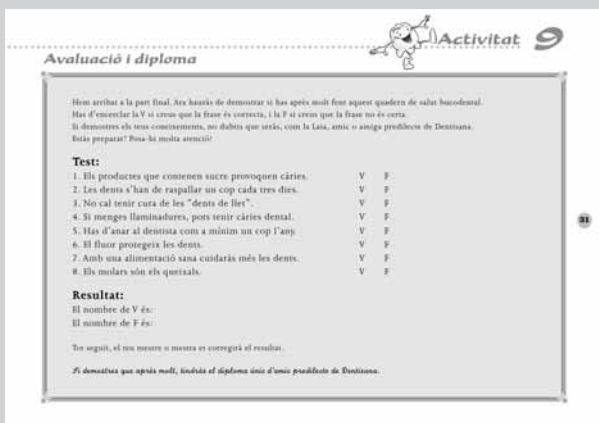 Activitat 9
Avaluació i diploma
Hem arribat a la part final. Ara hauràs de demostrar si has après molt fent aquest quadern de salut bucodental.
Has d'encerclar la V si creus que la frase és correcta, i la F si creus que la frase no és certa.
Si demostres els teus coneixements, no dubtis que seràs, com la Laia, amic o amiga predilecte de Dentisana.
Estàs preparat? Posa-hi molta atenció!
Test:
1. Els productes que contenen sucre provoquen càries. V F
2. Les dents s'han de raspallar un cop cada tres dies. V F
3. No cal tenir cura de les "dents de llet". V F
4. Si menges llaminadures, pots tenir càries dental. V F
5. Has d'anar al dentista com a mínim un cop l'any. V F
6. El fluor protegeix les dents. V F
7. Amb una alimentació sana cuidaràs més les dents. V F
8. Els molars són els queixals. V F
31
Resultat:
El nombre de V és:
El nombre de F és:
Tot seguit, el teu mestre o mestra et corregirà el resultat.
Si demostres que aprés molt, tindràs el diploma únic d'amic predilecte de Dentisana.